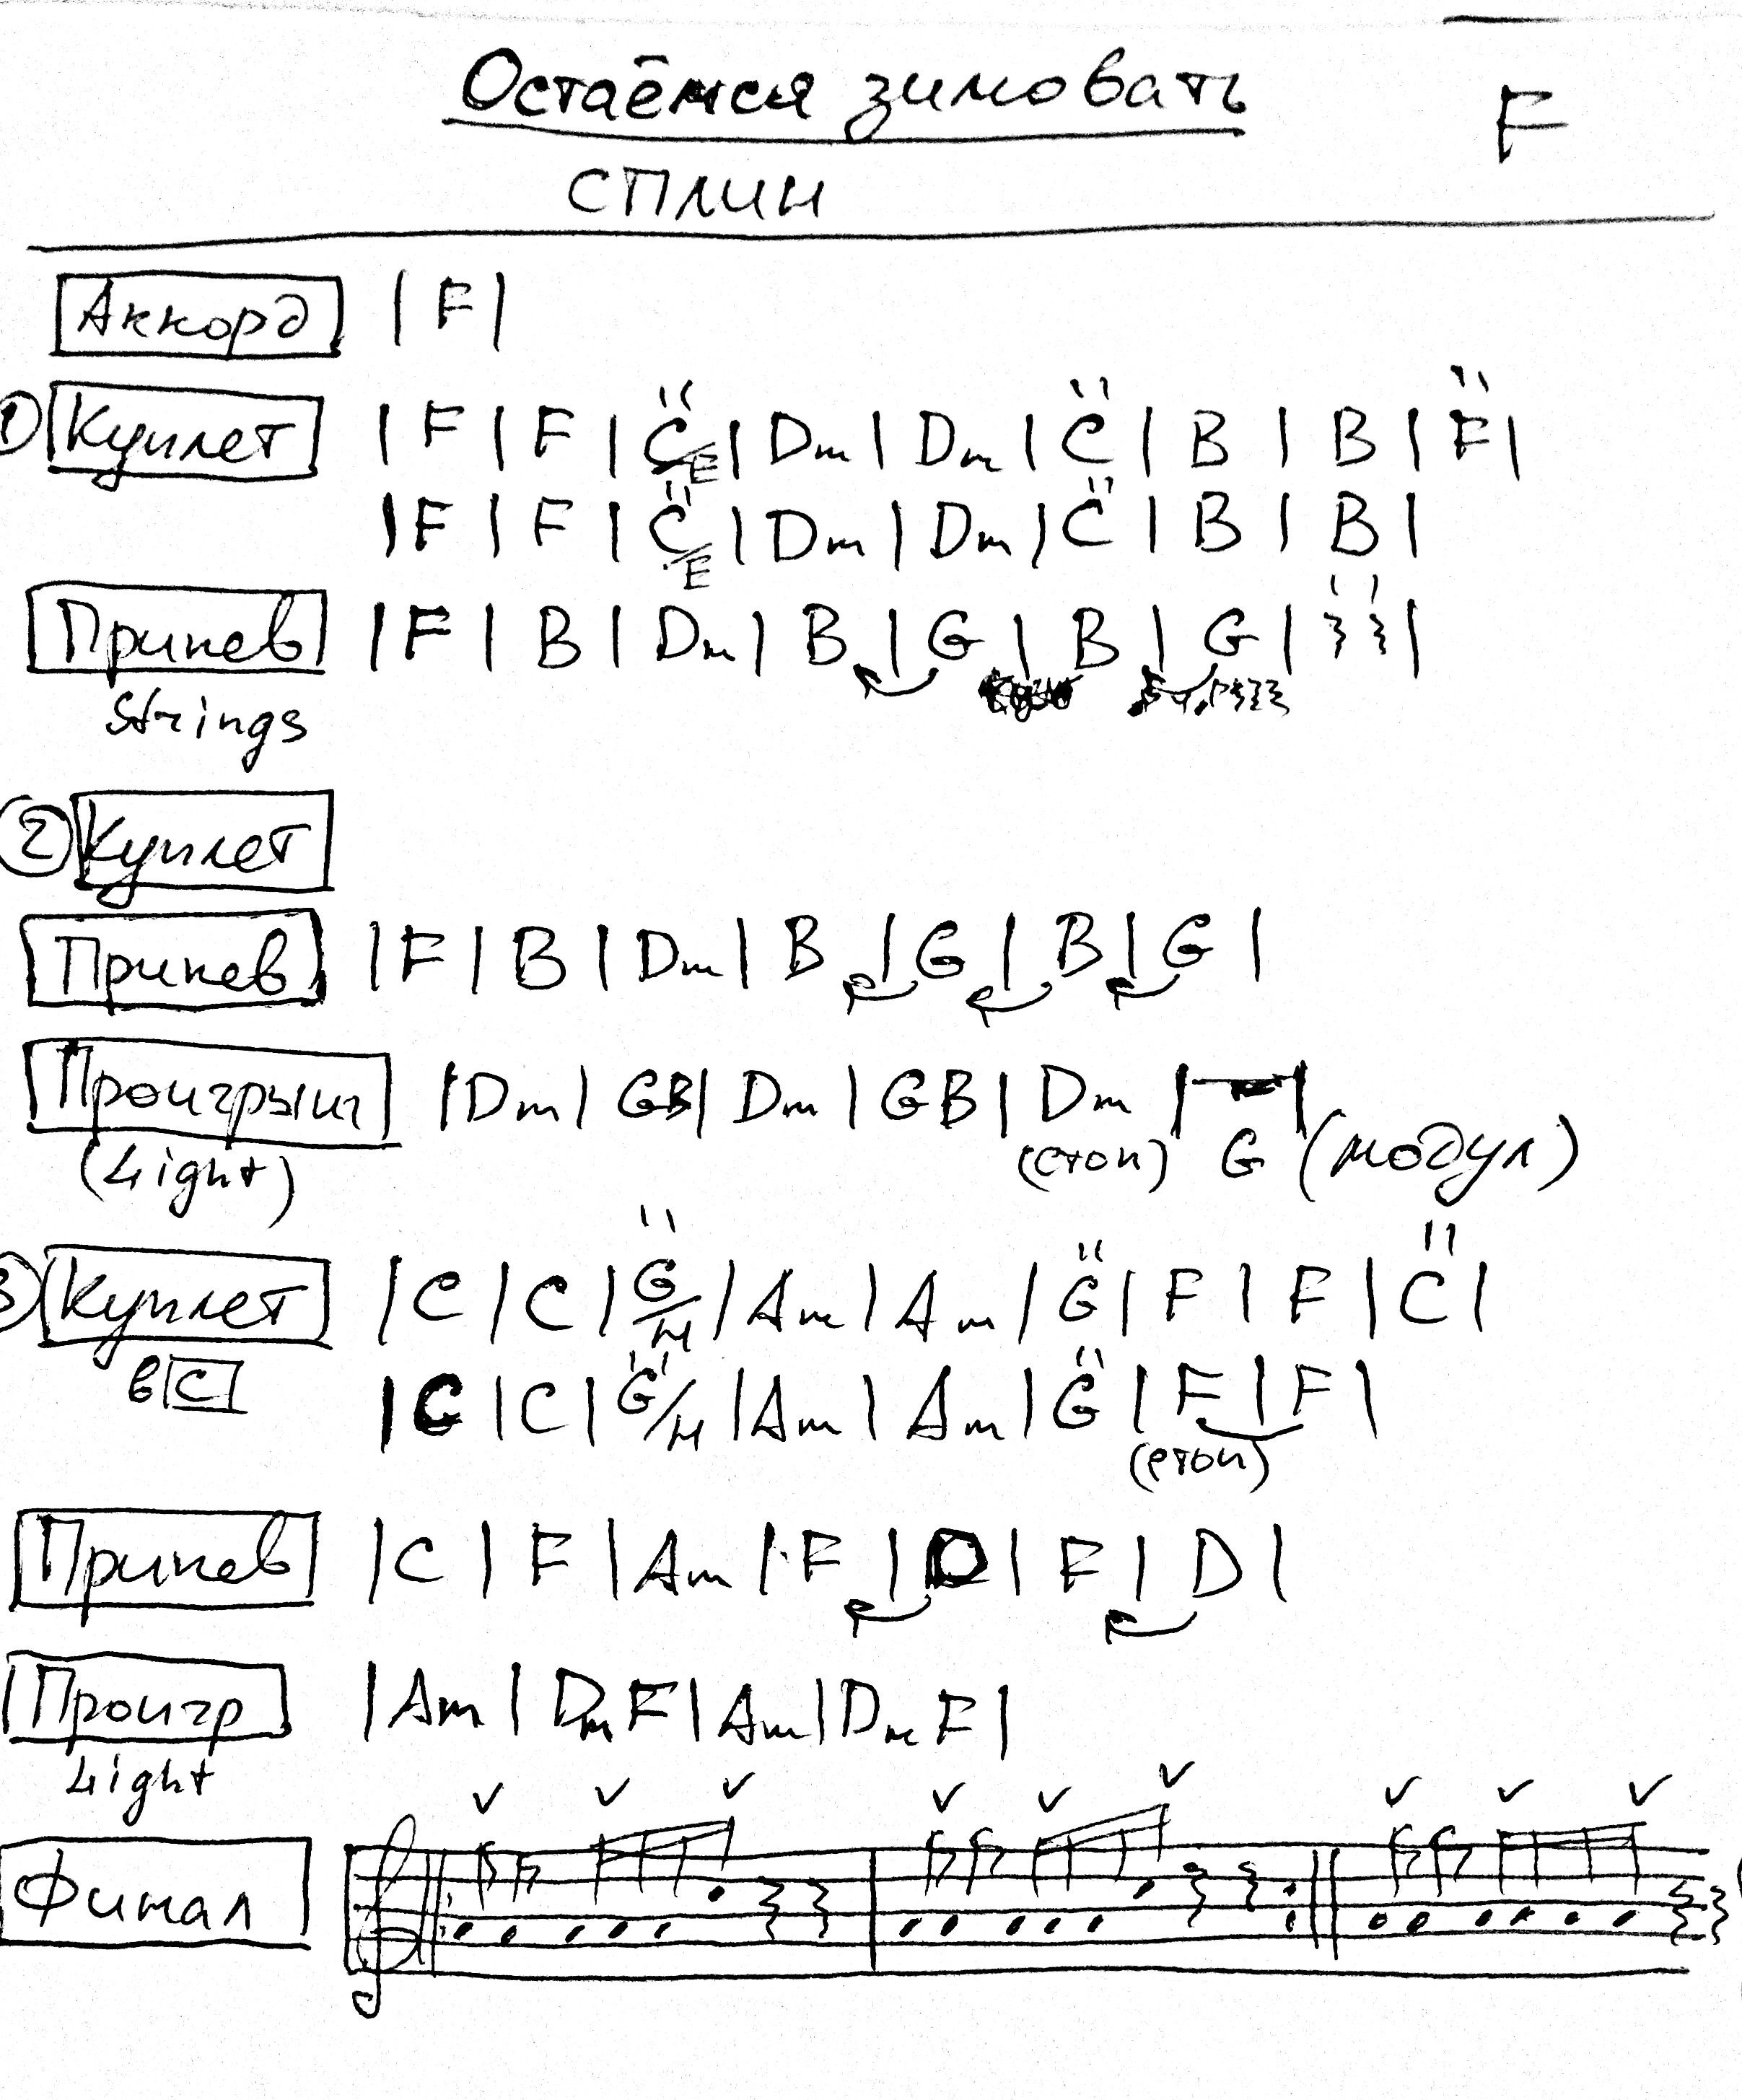 Остаёмся зимовать F
сплин
Аккорд | F |
1) Куплет | F | F | C/E | Dm | Dm | C | B | B | F |
| F | F | C/E | Dm | Dm | C | B | B |
Припев | F | B | Dm | B | G | B | G | 𝄽 𝄽 |
Strings
2 Куплет
Припев | F | B | Dm | B | G | B | G |
Проигрыш | Dm | GB | Dm | GB | Dm | |
(Light) (стоп) G (модул)
3) Куплет | C | C | G/H | Am | Am | G | F | F | C |
в C | C | C | G/H | Am | Am | G | F | F |
(стоп)
Припев | C | F | Am | F | D | F | D |
Проигр | Am | Dm F | Am | Dm F |
Light
Финал